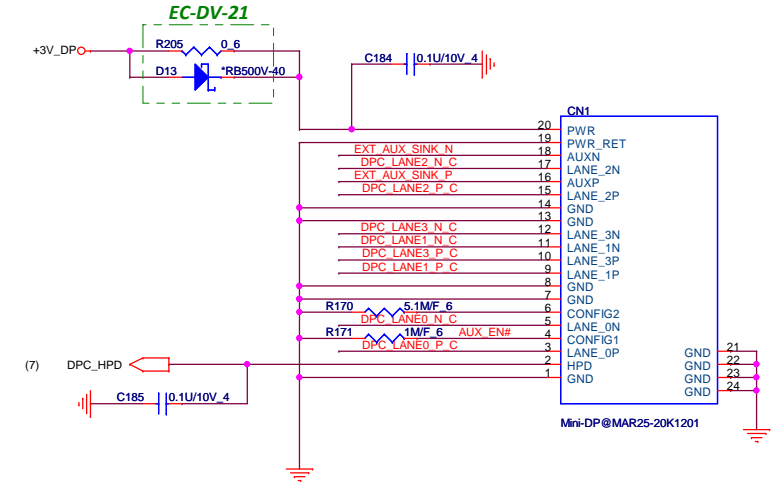 EC-DV-21
R205 0_6
+3V_DP
D13 *RB500V-40
C184 0.1U/10V_4
CN1
20 PWR
19 PWR_RET
EXT_AUX_SINK_N 18 AUXN
DPC_LANE2_N_C 17 LANE_2N
EXT_AUX_SINK_P 16 AUXP
DPC_LANE2_P_C 15 LANE_2P
14 GND
13 GND
DPC_LANE3_N_C 12 LANE_3N
DPC_LANE1_N_C 11 LANE_1N
DPC_LANE3_P_C 10 LANE_3P
DPC_LANE1_P_C 9 LANE_1P
8 GND
7 GND
R170 5.1M/F_6 6 CONFIG2
DPC_LANE0_N_C 5 LANE_0N
R171 1M/F_6 AUX_EN# 4 CONFIG1
DPC_LANE0_P_C 3 LANE_0P GND 21
(7) DPC_HPD 2 HPD GND 22
1 GND GND 23
GND 24
C185 0.1U/10V_4
Mini-DP@MAR25-20K1201